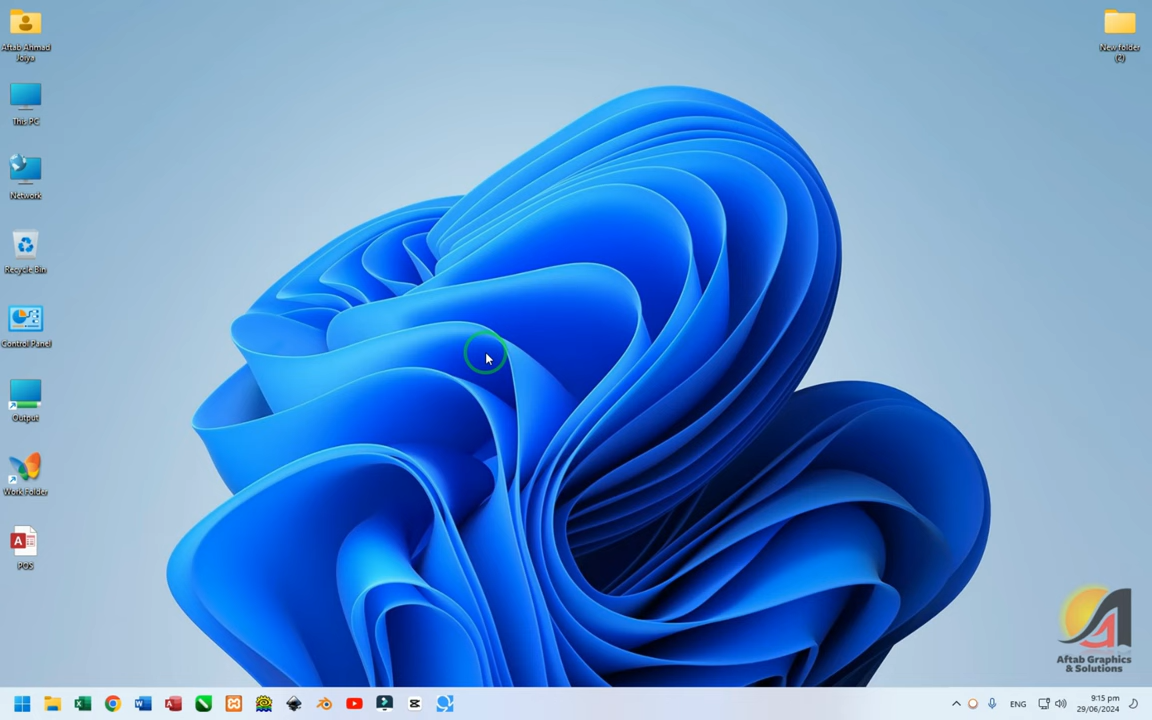 Aftab Ahmad
Joiya
This PC
Network
Recycle Bin
Control Panel
Output
Work Folder
A
POS
New folder
(2)
Aftab Graphics
& Solutions
ENG
9:15 pm
29/06/2024